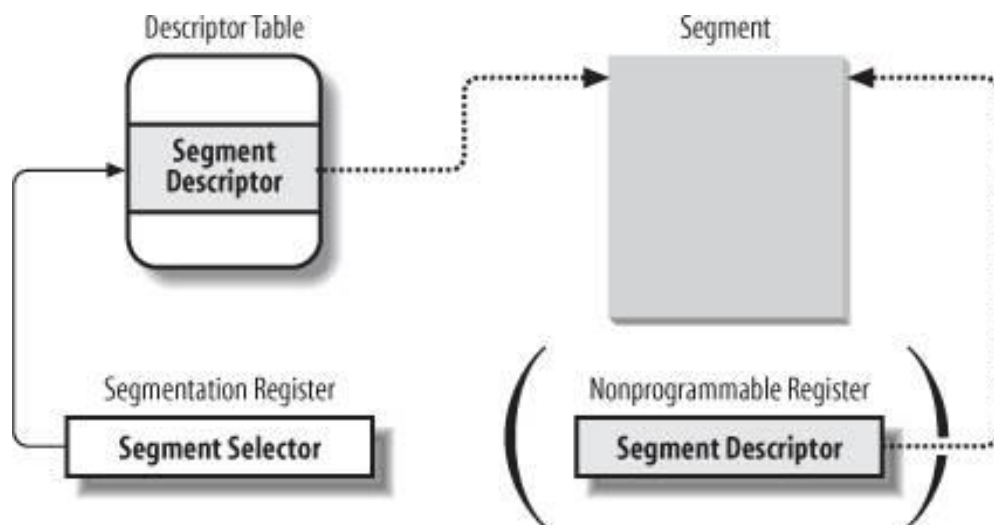 Descriptor Table
Segment
Segment
Descriptor
Segmentation Register
Nonprogrammable Register
Segment Selector
Segment Descriptor